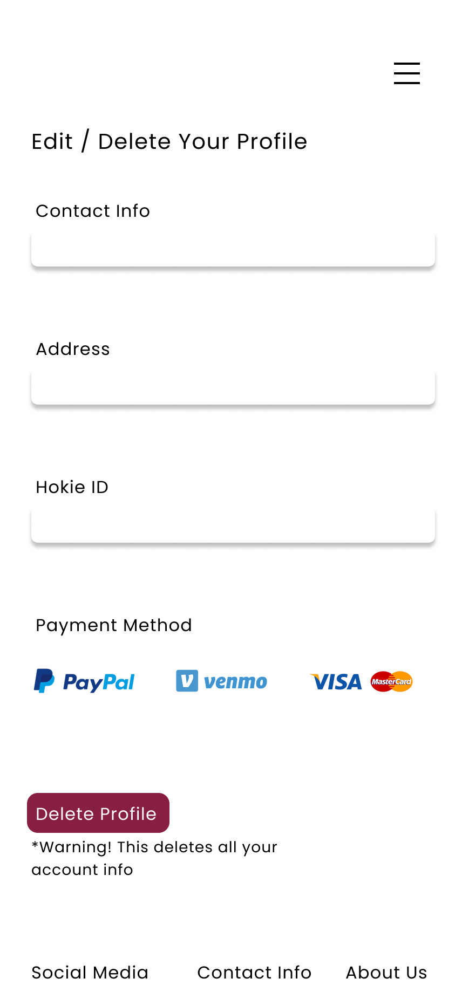 Edit / Delete Your Profile
Contact Info
Address
Hokie ID
Payment Method
PayPal venmo VISA MasterCard
Delete Profile
*Warning! This deletes all your
account info
Social Media Contact Info About Us